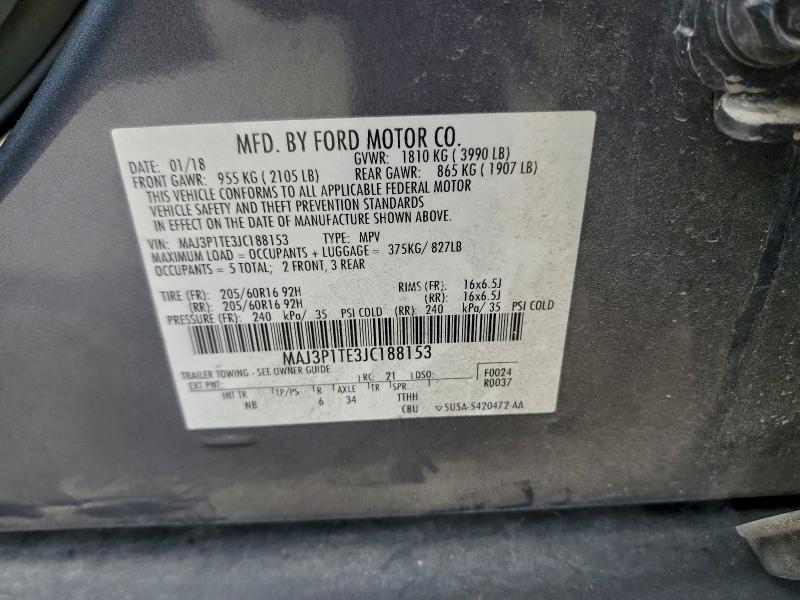 MFD. BY FORD MOTOR CO.
DATE: 01/18 GVWR: 1810 KG ( 3990 LB)
FRONT GAWR: 955 KG ( 2105 LB) REAR GAWR: 865 KG ( 1907 LB)
THIS VEHICLE CONFORMS TO ALL APPLICABLE FEDERAL MOTOR
VEHICLE SAFETY AND THEFT PREVENTION STANDARDS
IN EFFECT ON THE DATE OF MANUFACTURE SHOWN ABOVE.
VIN: MAJ3P1TE3JC188153 TYPE: MPV
MAXIMUM LOAD = OCCUPANTS + LUGGAGE = 375KG/ 827LB
OCCUPANTS = 5 TOTAL; 2 FRONT, 3 REAR
TIRE (FR): 205/60R16 92H RIMS (FR): 16x6.5J
(RR): 205/60R16 92H (RR): 16x6.5J
PRESSURE (FR): 240 kPa/ 35 PSI COLD (RR): 240 kPa/ 35 PSI COLD
MAJ3P1TE3JC188153
TRAILER TOWING - SEE OWNER GUIDE
EXT PNT: RC: 21 DSO: F0024
R0037
INT TR TP/PS R AXLE TR SPR
NB 6 34 TTHH
CBU 5U5A-5420472-AA